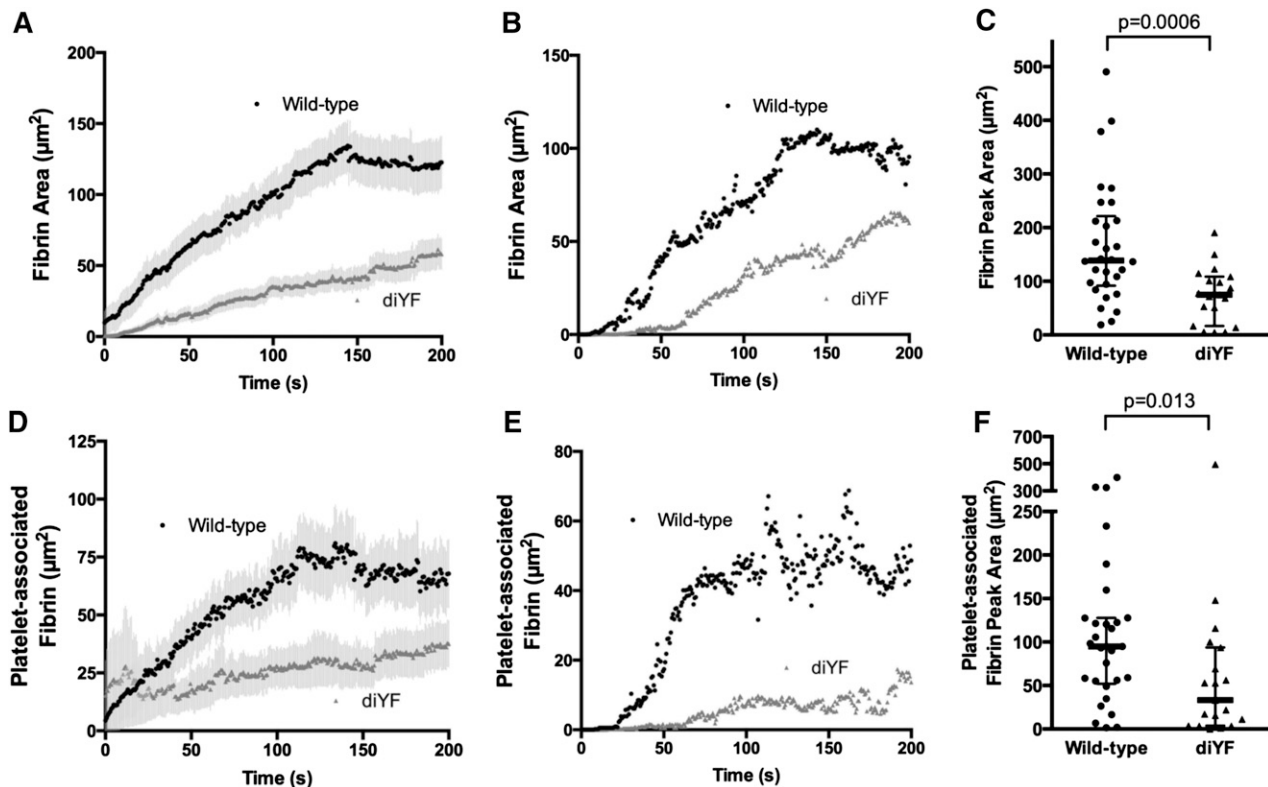 A
Fibrin Area (µm²)
200
150
100
50
0
Wild-type
diYF
0 50 100 150 200
Time (s)
B
Fibrin Area (µm²)
150
100
50
0
Wild-type
diYF
0 50 100 150 200
Time (s)
C
p=0.0006
Fibrin Peak Area (µm²)
500
400
300
200
100
0
Wild-type diYF
D
Platelet-associated
Fibrin (µm²)
125
100
75
50
25
0
Wild-type
diYF
0 50 100 150 200
Time (s)
E
Platelet-associated
Fibrin (µm²)
80
60
40
20
0
Wild-type
diYF
0 50 100 150 200
Time (s)
F
p=0.013
Platelet-associated
Fibrin Peak Area (µm²)
700
500
300
250
200
150
100
50
0
Wild-type diYF